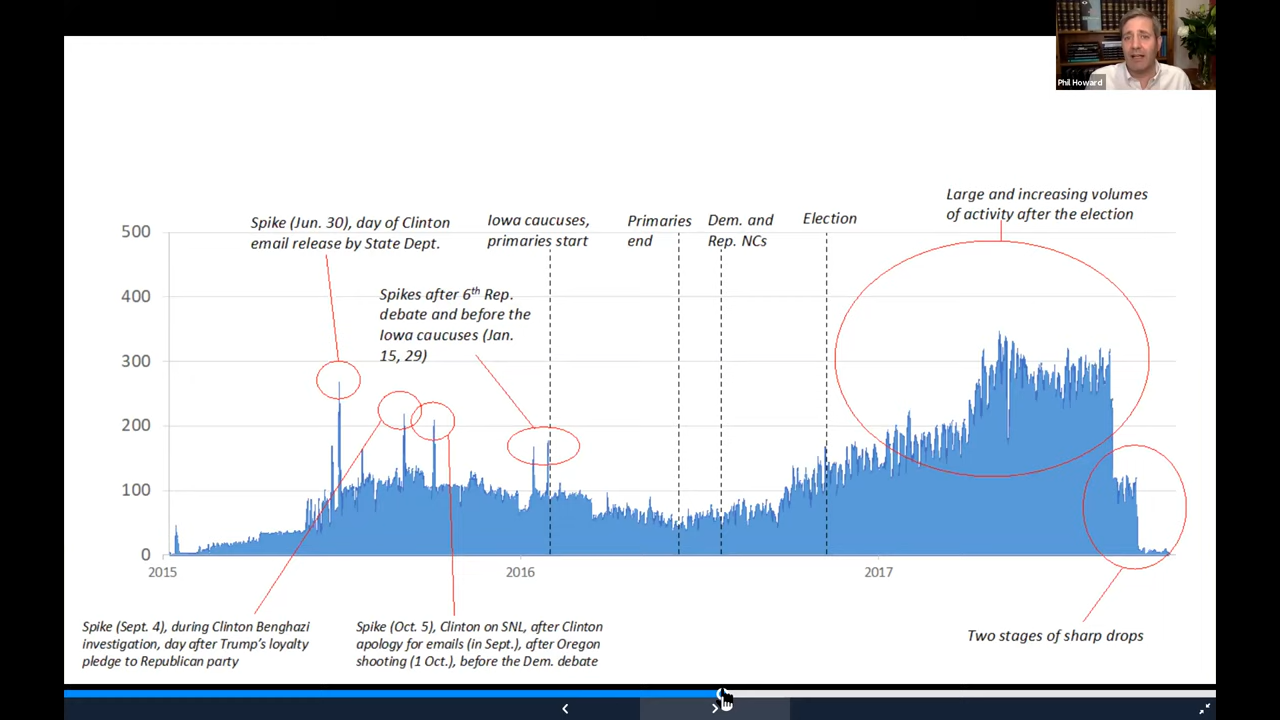 Phil Howard
Large and increasing volumes
of activity after the election
Spike (Jun. 30), day of Clinton
email release by State Dept.
Iowa caucuses,
primaries start
Primaries
end
Dem. and
Rep. NCs
Election
Spikes after 6th Rep.
debate and before the
Iowa caucuses (Jan.
15, 29)
500
400
300
200
100
0
2015
2016
2017
Spike (Sept. 4), during Clinton Benghazi
investigation, day after Trump's loyalty
pledge to Republican party
Spike (Oct. 5), Clinton on SNL, after Clinton
apology for emails (in Sept.), after Oregon
shooting (1 Oct.), before the Dem. debate
Two stages of sharp drops